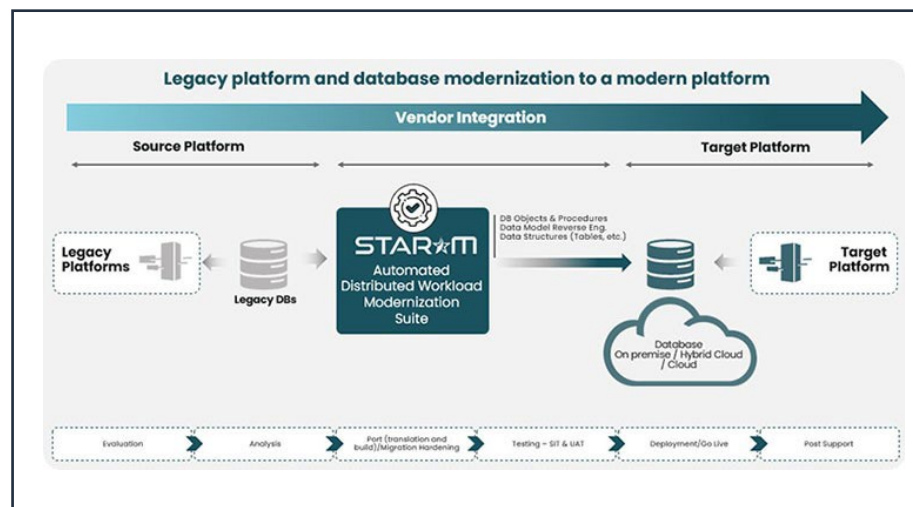 Legacy platform and database modernization to a modern platform
Vendor Integration
Source Platform
Target Platform
Legacy
Platforms
Legacy DBs
STAR★M
Automated
Distributed Workload
Modernization
Suite
DB Objects & Procedures
Data Model Reverse Eng.
Data Structures (Tables, etc.)
Target
Platform
Database
On premise / Hybrid Cloud
/ Cloud
Evaluation
Analysis
Port (translation and
build)/Migration Hardening
Testing – SIT & UAT
Deployment/Go Live
Post Support